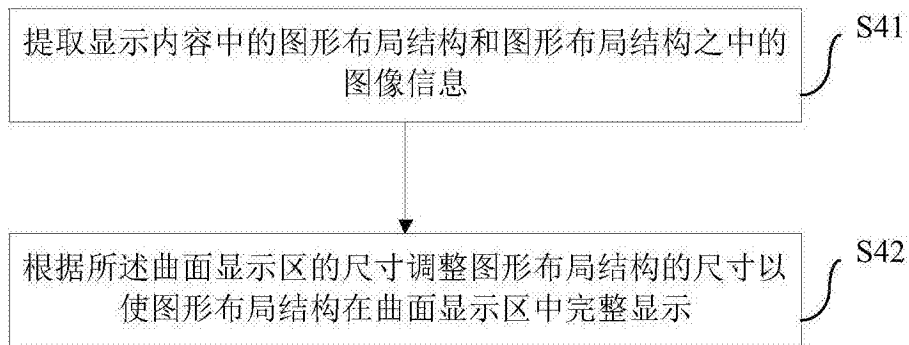 提取显示内容中的图形布局结构和图形布局结构之中的
图像信息
S41
根据所述曲面显示区的尺寸调整图形布局结构的尺寸以
使图形布局结构在曲面显示区中完整显示
S42